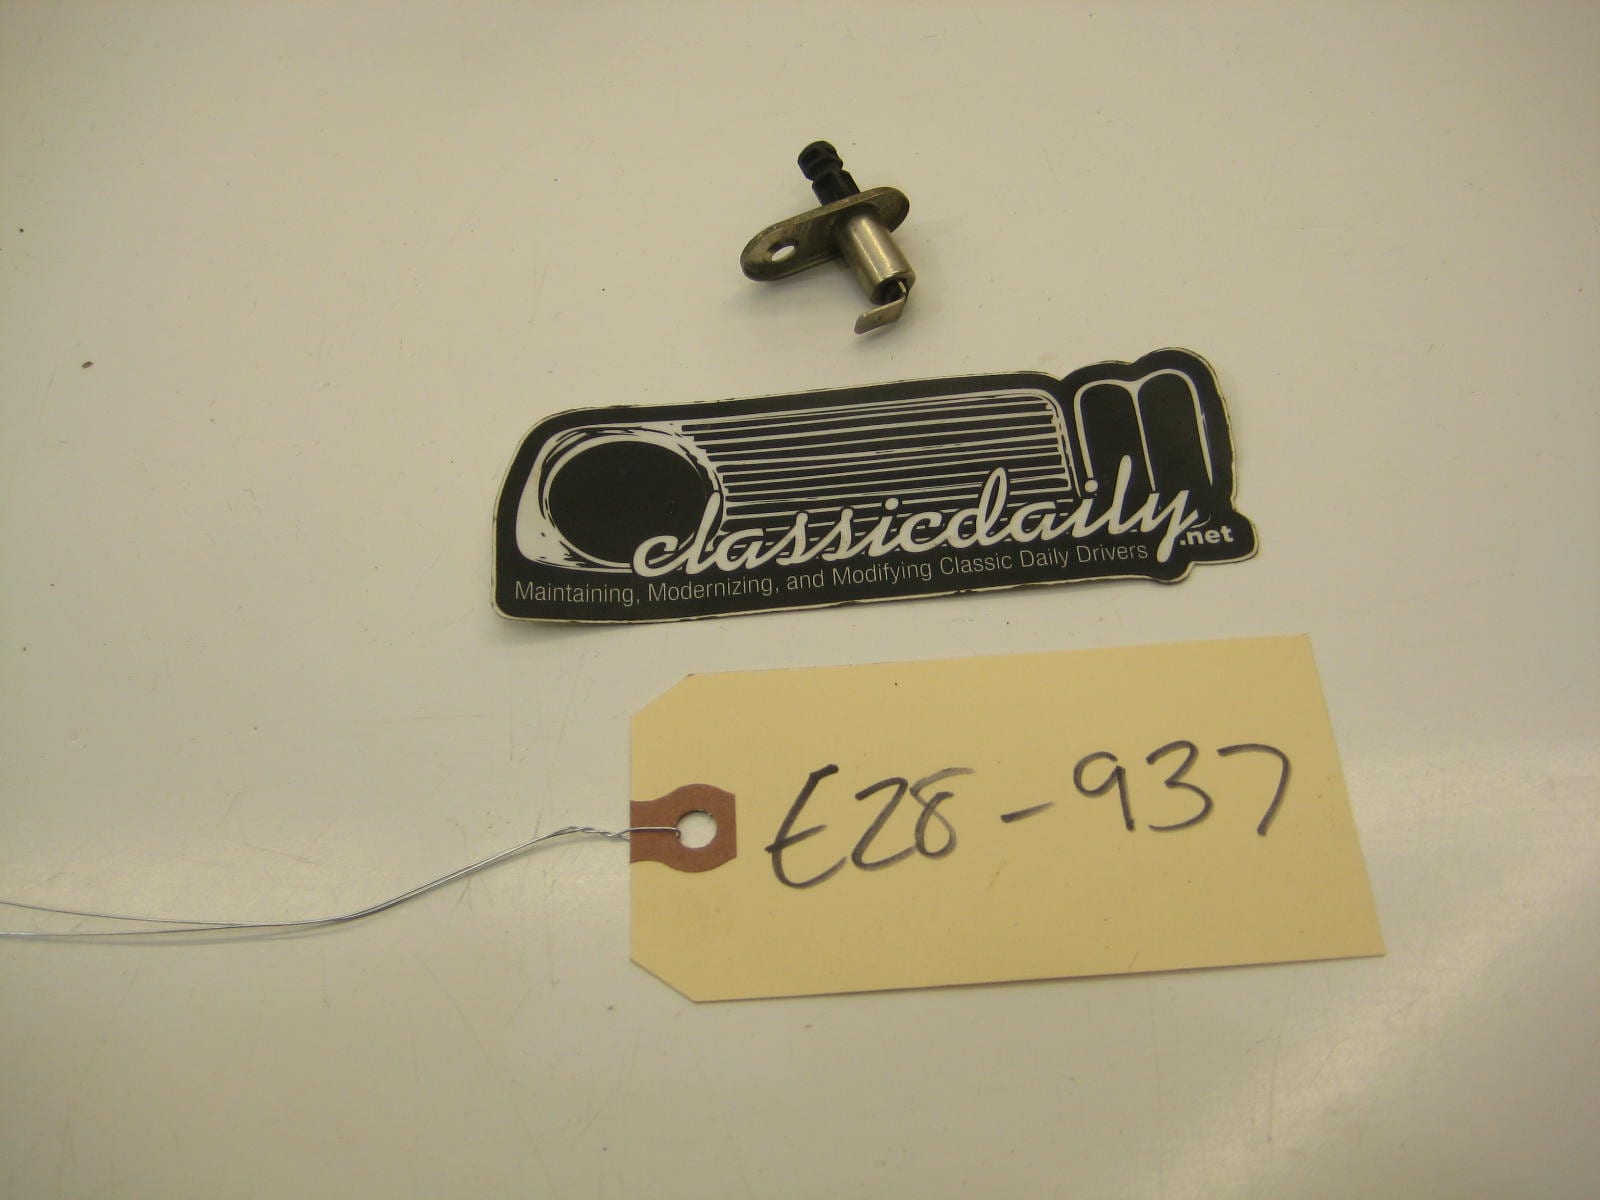 classicdaily.net
Maintaining, Modernizing, and Modifying Classic Daily Drivers
E28-937